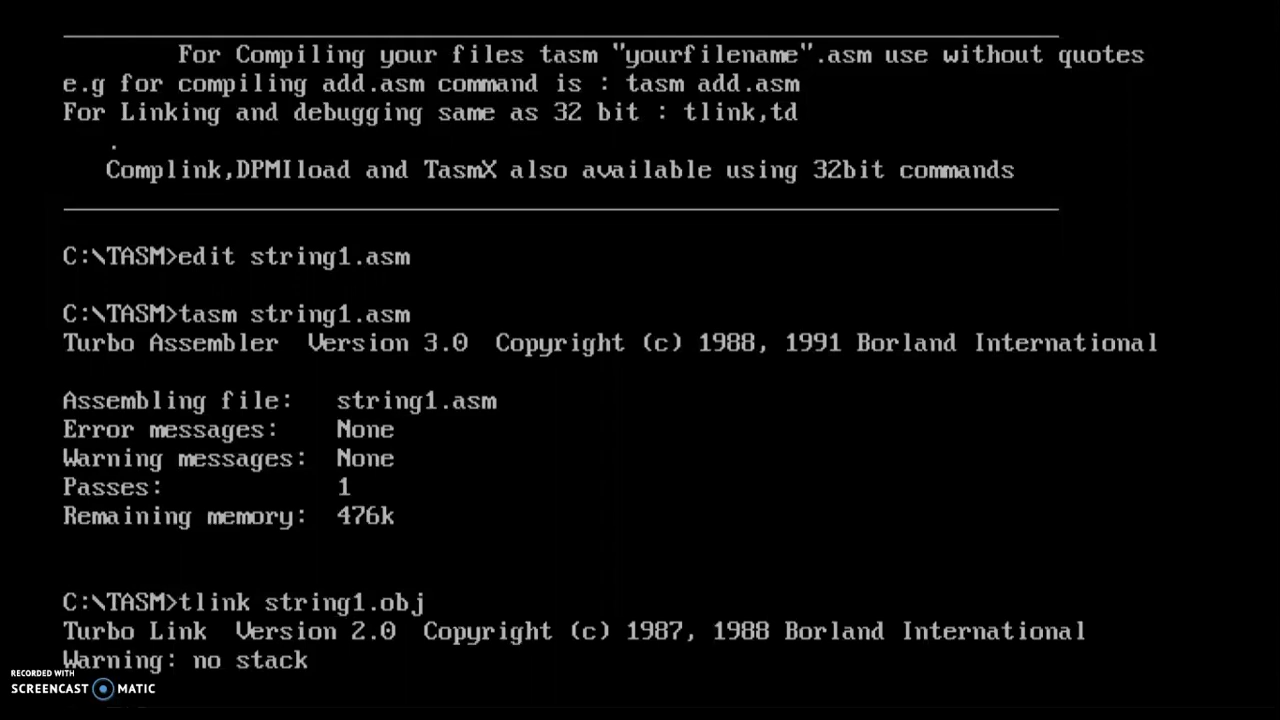 For Compiling your files tasm "yourfilename".asm use without quotes
e.g for compiling add.asm command is : tasm add.asm
For Linking and debugging same as 32 bit : tlink,td
.
Complink,DPMIload and TasmX also available using 32bit commands
C:\TASM>edit string1.asm
C:\TASM>tasm string1.asm
Turbo Assembler  Version 3.0  Copyright (c) 1988, 1991 Borland International
Assembling file:   string1.asm
Error messages:    None
Warning messages:  None
Passes:            1
Remaining memory:  476k
C:\TASM>tlink string1.obj
Turbo Link  Version 2.0  Copyright (c) 1987, 1988 Borland International
Warning: no stack
RECORDED WITH
SCREENCAST MATIC